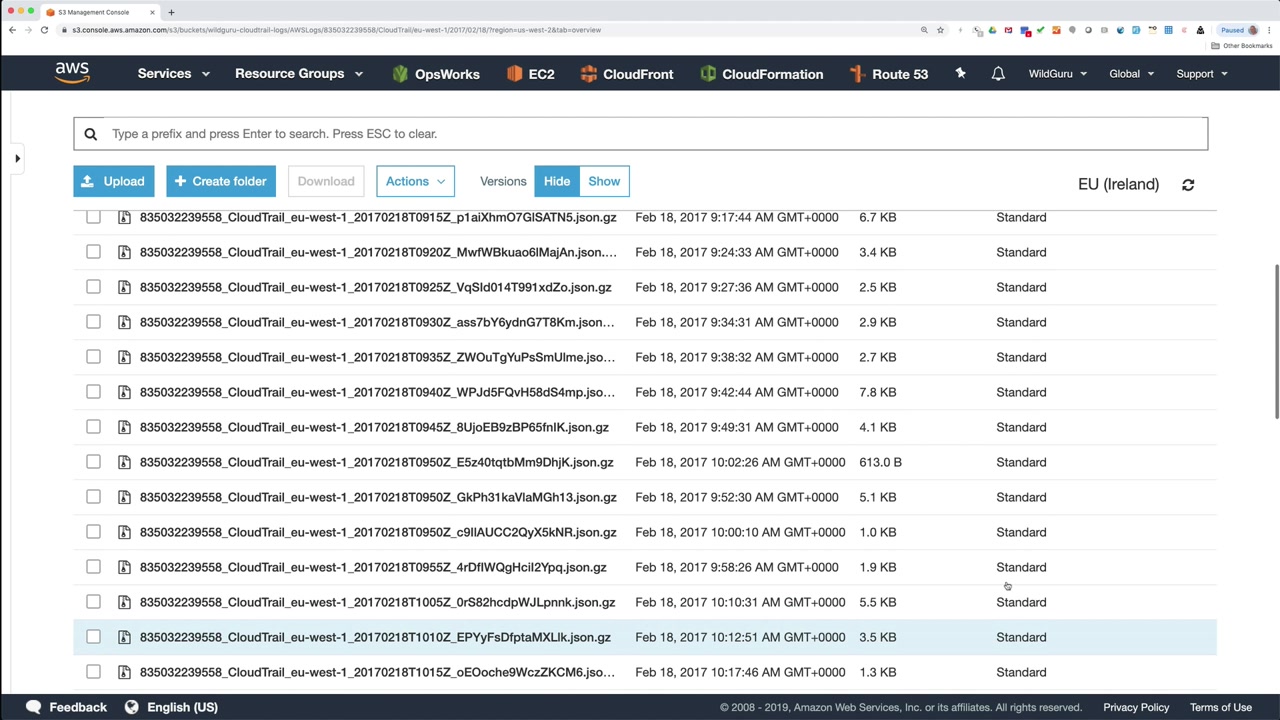 S3 Management Console
s3.console.aws.amazon.com/s3/buckets/wildguru-cloudtrail-logs/AWSLogs/835032239558/CloudTrail/eu-west-1/2017/02/18/?region=us-west-2&tab=overview
Paused
Other Bookmarks
aws Services Resource Groups OpsWorks EC2 CloudFront CloudFormation Route 53 WildGuru Global Support
Type a prefix and press Enter to search. Press ESC to clear.
Upload + Create folder Download Actions Versions Hide Show EU (Ireland)
835032239558_CloudTrail_eu-west-1_20170218T0915Z_p1aiXhmO7GlSATN5.json.gz Feb 18, 2017 9:17:44 AM GMT+0000 6.7 KB Standard
835032239558_CloudTrail_eu-west-1_20170218T0920Z_MwfWBkuao6lMajAn.json.... Feb 18, 2017 9:24:33 AM GMT+0000 3.4 KB Standard
835032239558_CloudTrail_eu-west-1_20170218T0925Z_VqSld014T991xdZo.json.gz Feb 18, 2017 9:27:36 AM GMT+0000 2.5 KB Standard
835032239558_CloudTrail_eu-west-1_20170218T0930Z_ass7bY6ydnG7T8Km.json.... Feb 18, 2017 9:34:31 AM GMT+0000 2.9 KB Standard
835032239558_CloudTrail_eu-west-1_20170218T0935Z_ZWOuTgYuPsSmUlme.jso... Feb 18, 2017 9:38:32 AM GMT+0000 2.7 KB Standard
835032239558_CloudTrail_eu-west-1_20170218T0940Z_WPJd5FQvH58dS4mp.jso... Feb 18, 2017 9:42:44 AM GMT+0000 7.8 KB Standard
835032239558_CloudTrail_eu-west-1_20170218T0945Z_8UjoEB9zBP65fnlK.json.gz Feb 18, 2017 9:49:31 AM GMT+0000 4.1 KB Standard
835032239558_CloudTrail_eu-west-1_20170218T0950Z_E5z40tqtbMm9DhjK.json.gz Feb 18, 2017 10:02:26 AM GMT+0000 613.0 B Standard
835032239558_CloudTrail_eu-west-1_20170218T0950Z_GkPh31kaVlaMGh13.json.gz Feb 18, 2017 9:52:30 AM GMT+0000 5.1 KB Standard
835032239558_CloudTrail_eu-west-1_20170218T0950Z_c9llAUCC2QyX5kNR.json.gz Feb 18, 2017 10:00:10 AM GMT+0000 1.0 KB Standard
835032239558_CloudTrail_eu-west-1_20170218T0955Z_4rDflWQgHciI2Ypq.json.gz Feb 18, 2017 9:58:26 AM GMT+0000 1.9 KB Standard
835032239558_CloudTrail_eu-west-1_20170218T1005Z_0rS82hcdpWJLpnnk.json.gz Feb 18, 2017 10:10:31 AM GMT+0000 5.5 KB Standard
835032239558_CloudTrail_eu-west-1_20170218T1010Z_EPYyFsDfptaMXLlk.json.gz Feb 18, 2017 10:12:51 AM GMT+0000 3.5 KB Standard
835032239558_CloudTrail_eu-west-1_20170218T1015Z_oEOoche9WczZKCM6.jso... Feb 18, 2017 10:17:46 AM GMT+0000 1.3 KB Standard
Feedback English (US) © 2008 - 2019, Amazon Web Services, Inc. or its affiliates. All rights reserved. Privacy Policy Terms of Use